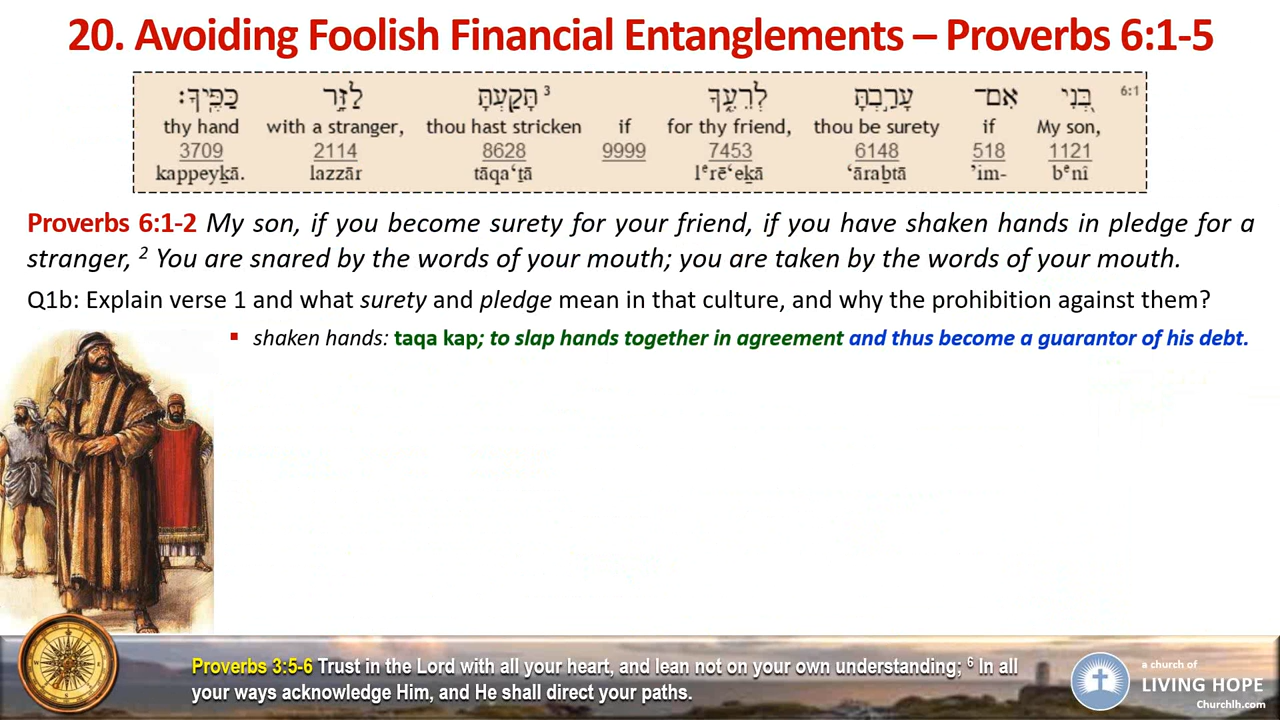 20. Avoiding Foolish Financial Entanglements – Proverbs 6:1-5
6:1 בְּנִי אִם־ עָרַ֣בְתָּ לְרֵעֶ֑ךָ תָּקַ֖עְתָּ 3 לַזָּ֣ר כַּפֶּֽיךָ׃
thy hand with a stranger, thou hast stricken if for thy friend, thou be surety if My son,
3709 2114 8628 9999 7453 6148 518 1121
kappeyḵā. lazzār tāqa‘ṯā lᵉrē‘eḵā ‘āraḇtā ’im- bᵉnî
Proverbs 6:1-2 My son, if you become surety for your friend, if you have shaken hands in pledge for a
stranger, 2 You are snared by the words of your mouth; you are taken by the words of your mouth.
Q1b: Explain verse 1 and what surety and pledge mean in that culture, and why the prohibition against them?
▪ shaken hands: taqa kap; to slap hands together in agreement and thus become a guarantor of his debt.
Proverbs 3:5-6 Trust in the Lord with all your heart, and lean not on your own understanding; 6 In all
your ways acknowledge Him, and He shall direct your paths.
a church of
LIVING HOPE
Churchlh.com